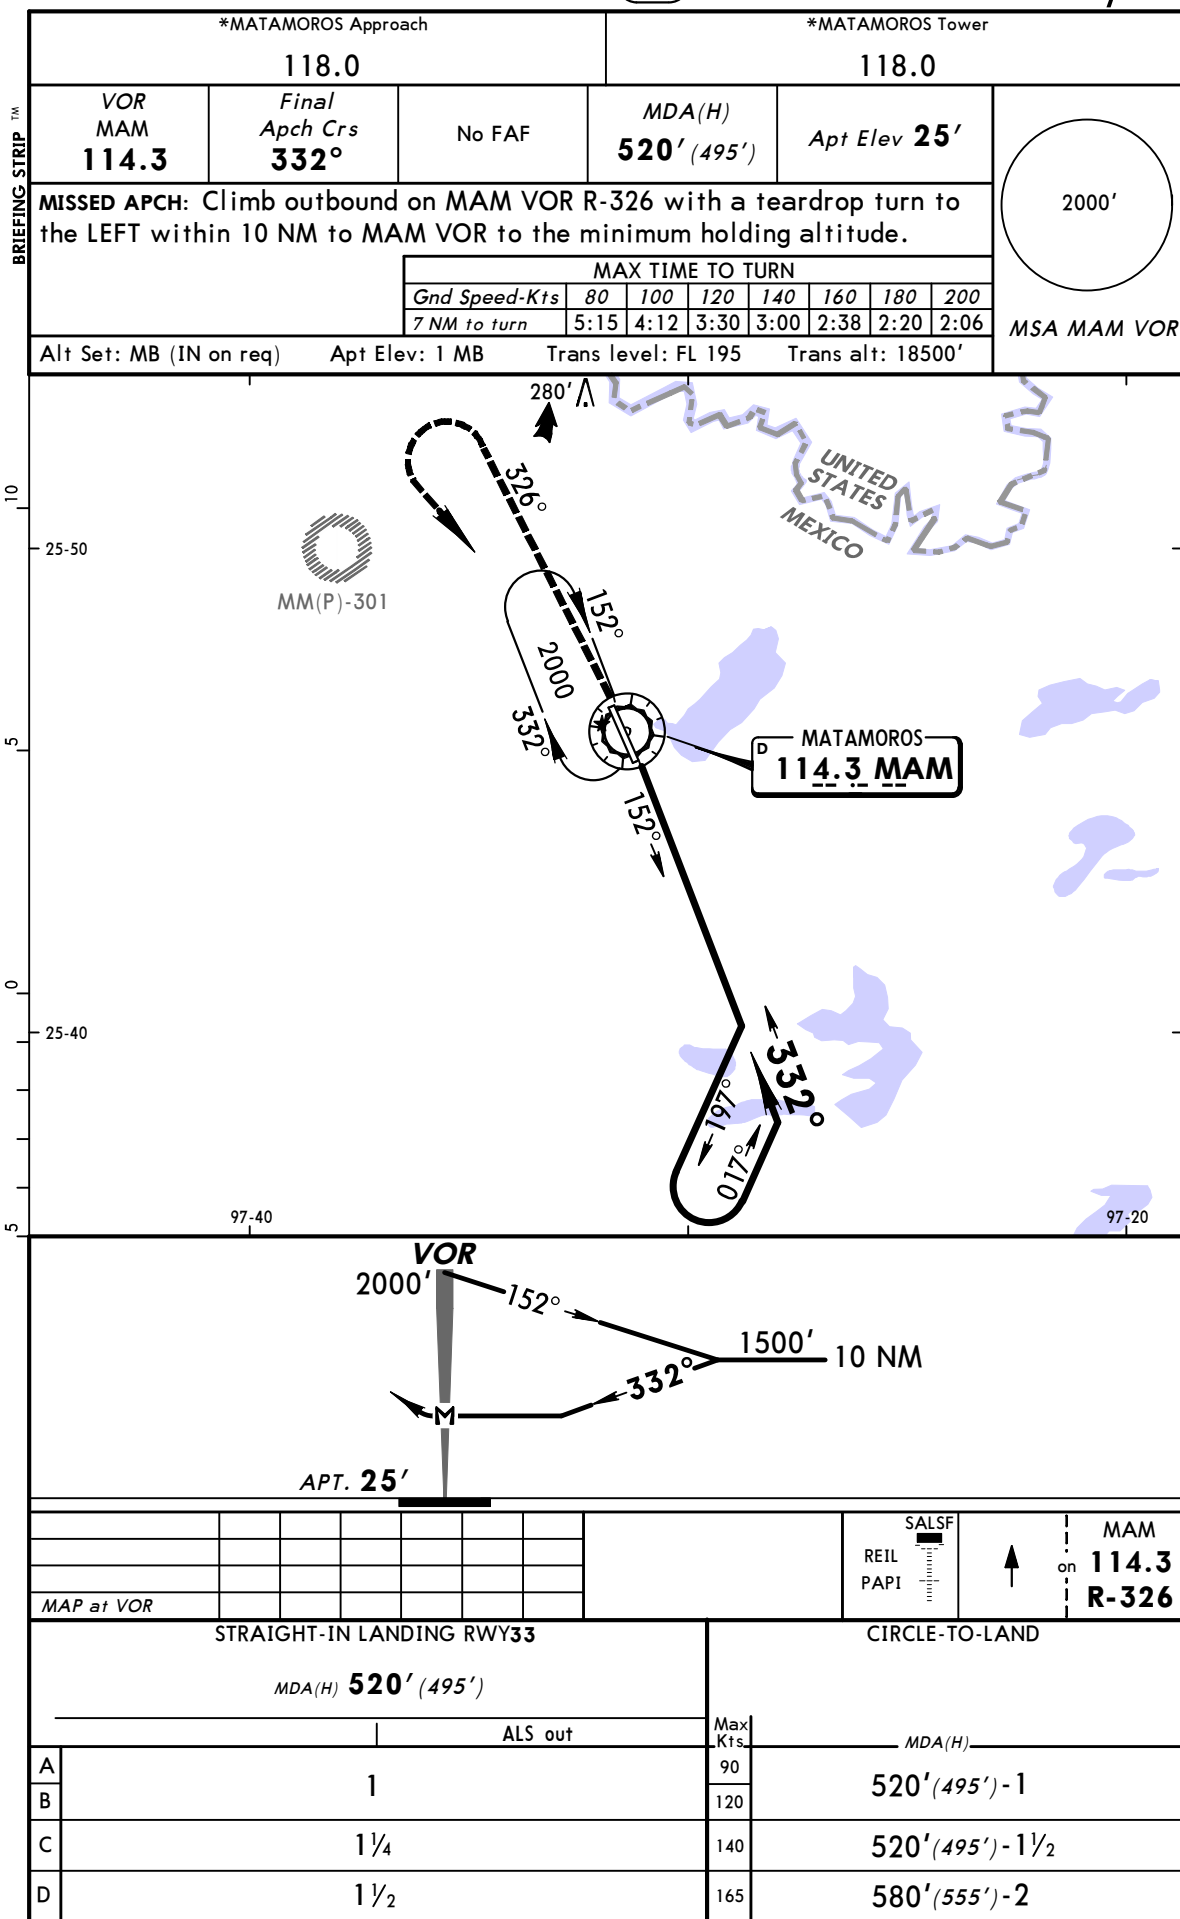 *MATAMOROS Approach
118.0
*MATAMOROS Tower
118.0
BRIEFING STRIP ™
VOR
MAM
114.3
Final
Apch Crs
332°
No FAF
MDA(H)
520' (495')
Apt Elev 25'
2000'
MSA MAM VOR
MISSED APCH: Climb outbound on MAM VOR R-326 with a teardrop turn to
the LEFT within 10 NM to MAM VOR to the minimum holding altitude.
MAX TIME TO TURN
Gnd Speed-Kts 80 100 120 140 160 180 200
7 NM to turn 5:15 4:12 3:30 3:00 2:38 2:20 2:06
Alt Set: MB (IN on req) Apt Elev: 1 MB Trans level: FL 195 Trans alt: 18500'
280'
326°
UNITED
STATES
MEXICO
10
25-50
MM(P)-301
152°
2000
332°
5
D MATAMOROS
114.3 MAM
152°
0
25-40
332°
197°
017°
5
97-40
97-20
VOR
2000'
152°
1500'
10 NM
332°
M
APT. 25'
MAP at VOR
SALSF
REIL
PAPI
on
MAM
114.3
R-326
STRAIGHT-IN LANDING RWY33
MDA(H) 520' (495')
ALS out
CIRCLE-TO-LAND
Max
Kts
MDA(H)
A
B
1
90
120
520' (495') - 1
C
1 1/4
140
520' (495') - 1 1/2
D
1 1/2
165
580' (555') - 2